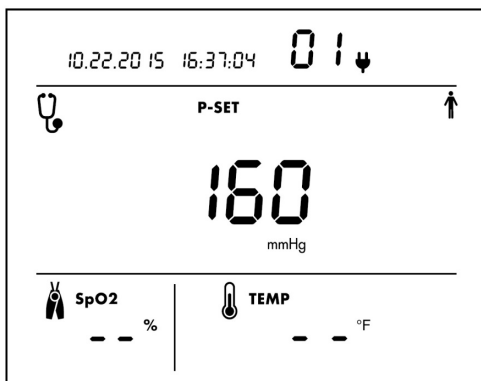 10.22.2015 16:37:04 01
P-SET
160
mmHg
SpO2 TEMP
-- % -- °F